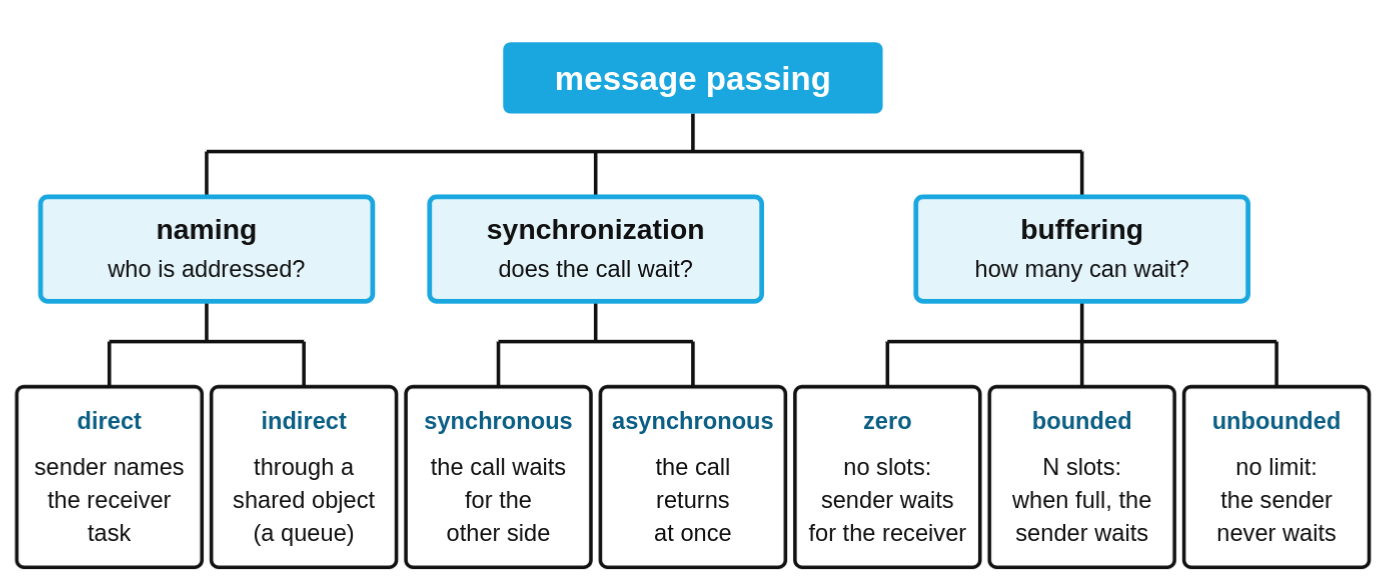 message passing
naming
who is addressed?
synchronization
does the call wait?
buffering
how many can wait?
direct
sender names
the receiver
task
indirect
through a
shared object
(a queue)
synchronous
the call waits
for the
other side
asynchronous
the call
returns
at once
zero
no slots:
sender waits
for the receiver
bounded
N slots:
when full, the
sender waits
unbounded
no limit:
the sender
never waits